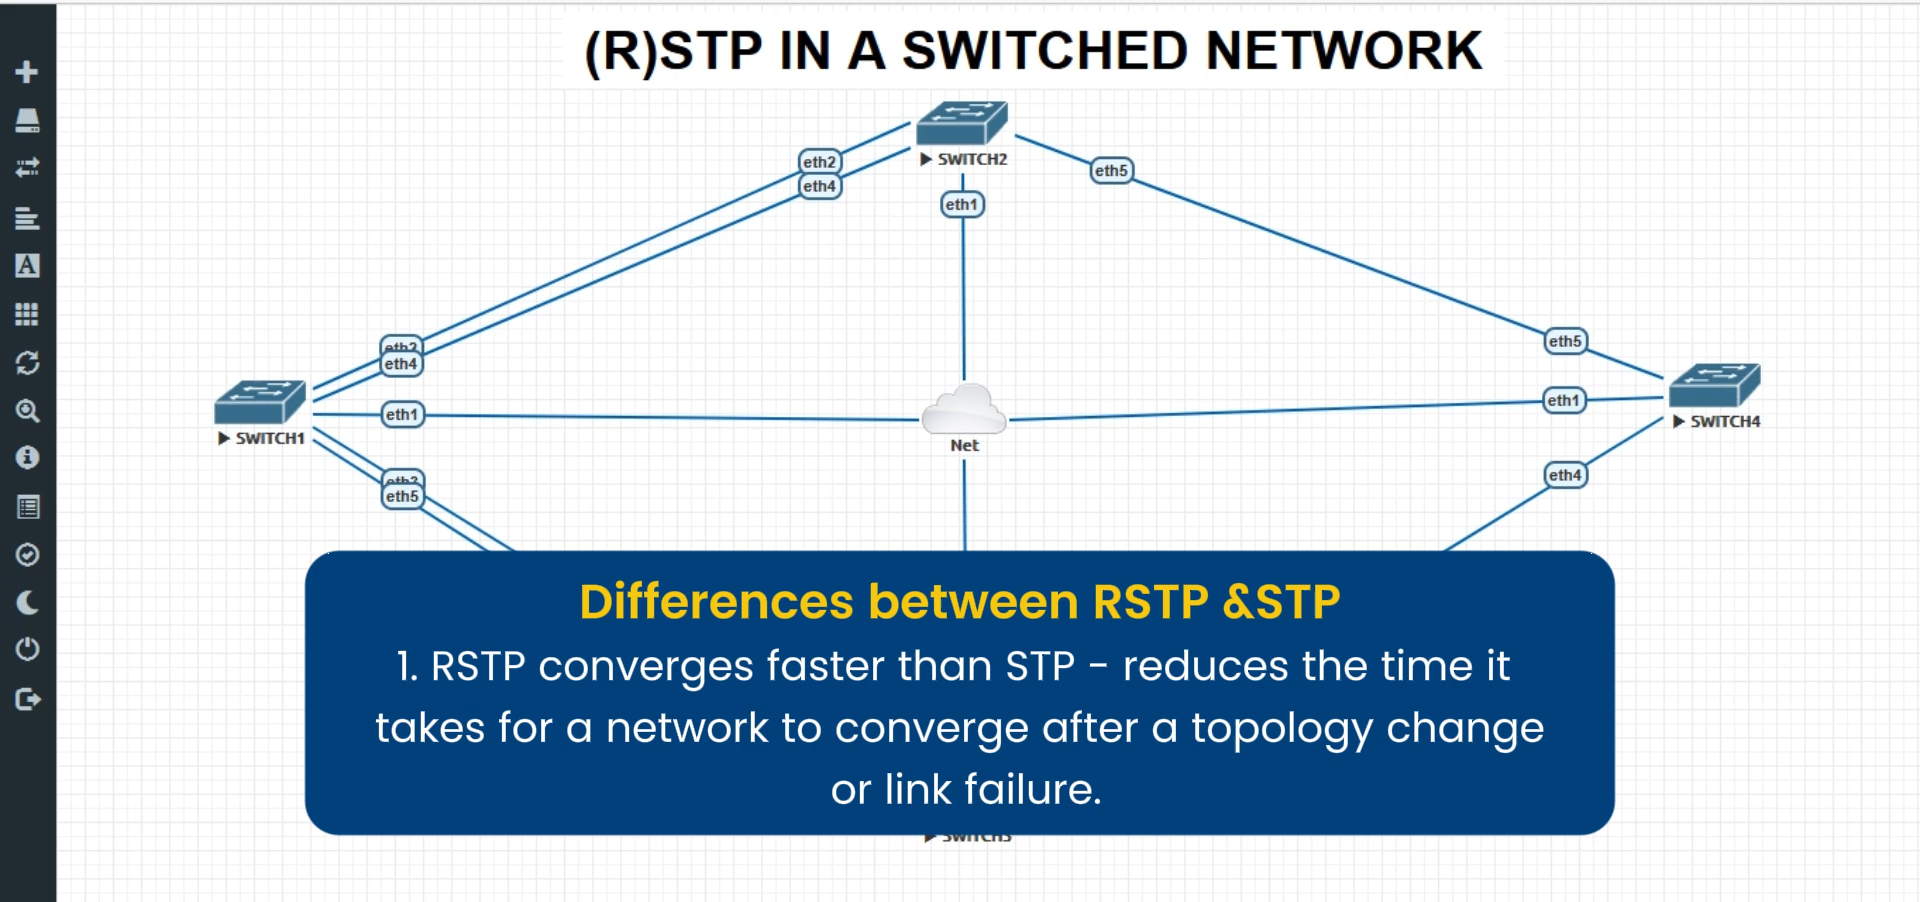 (R)STP IN A SWITCHED NETWORK
SWITCH2
eth2
eth4
eth5
eth1
eth4
eth5
SWITCH1
eth1
Net
eth1
SWITCH4
eth5
eth4
Differences between RSTP &STP
1. RSTP converges faster than STP - reduces the time it
takes for a network to converge after a topology change
or link failure.